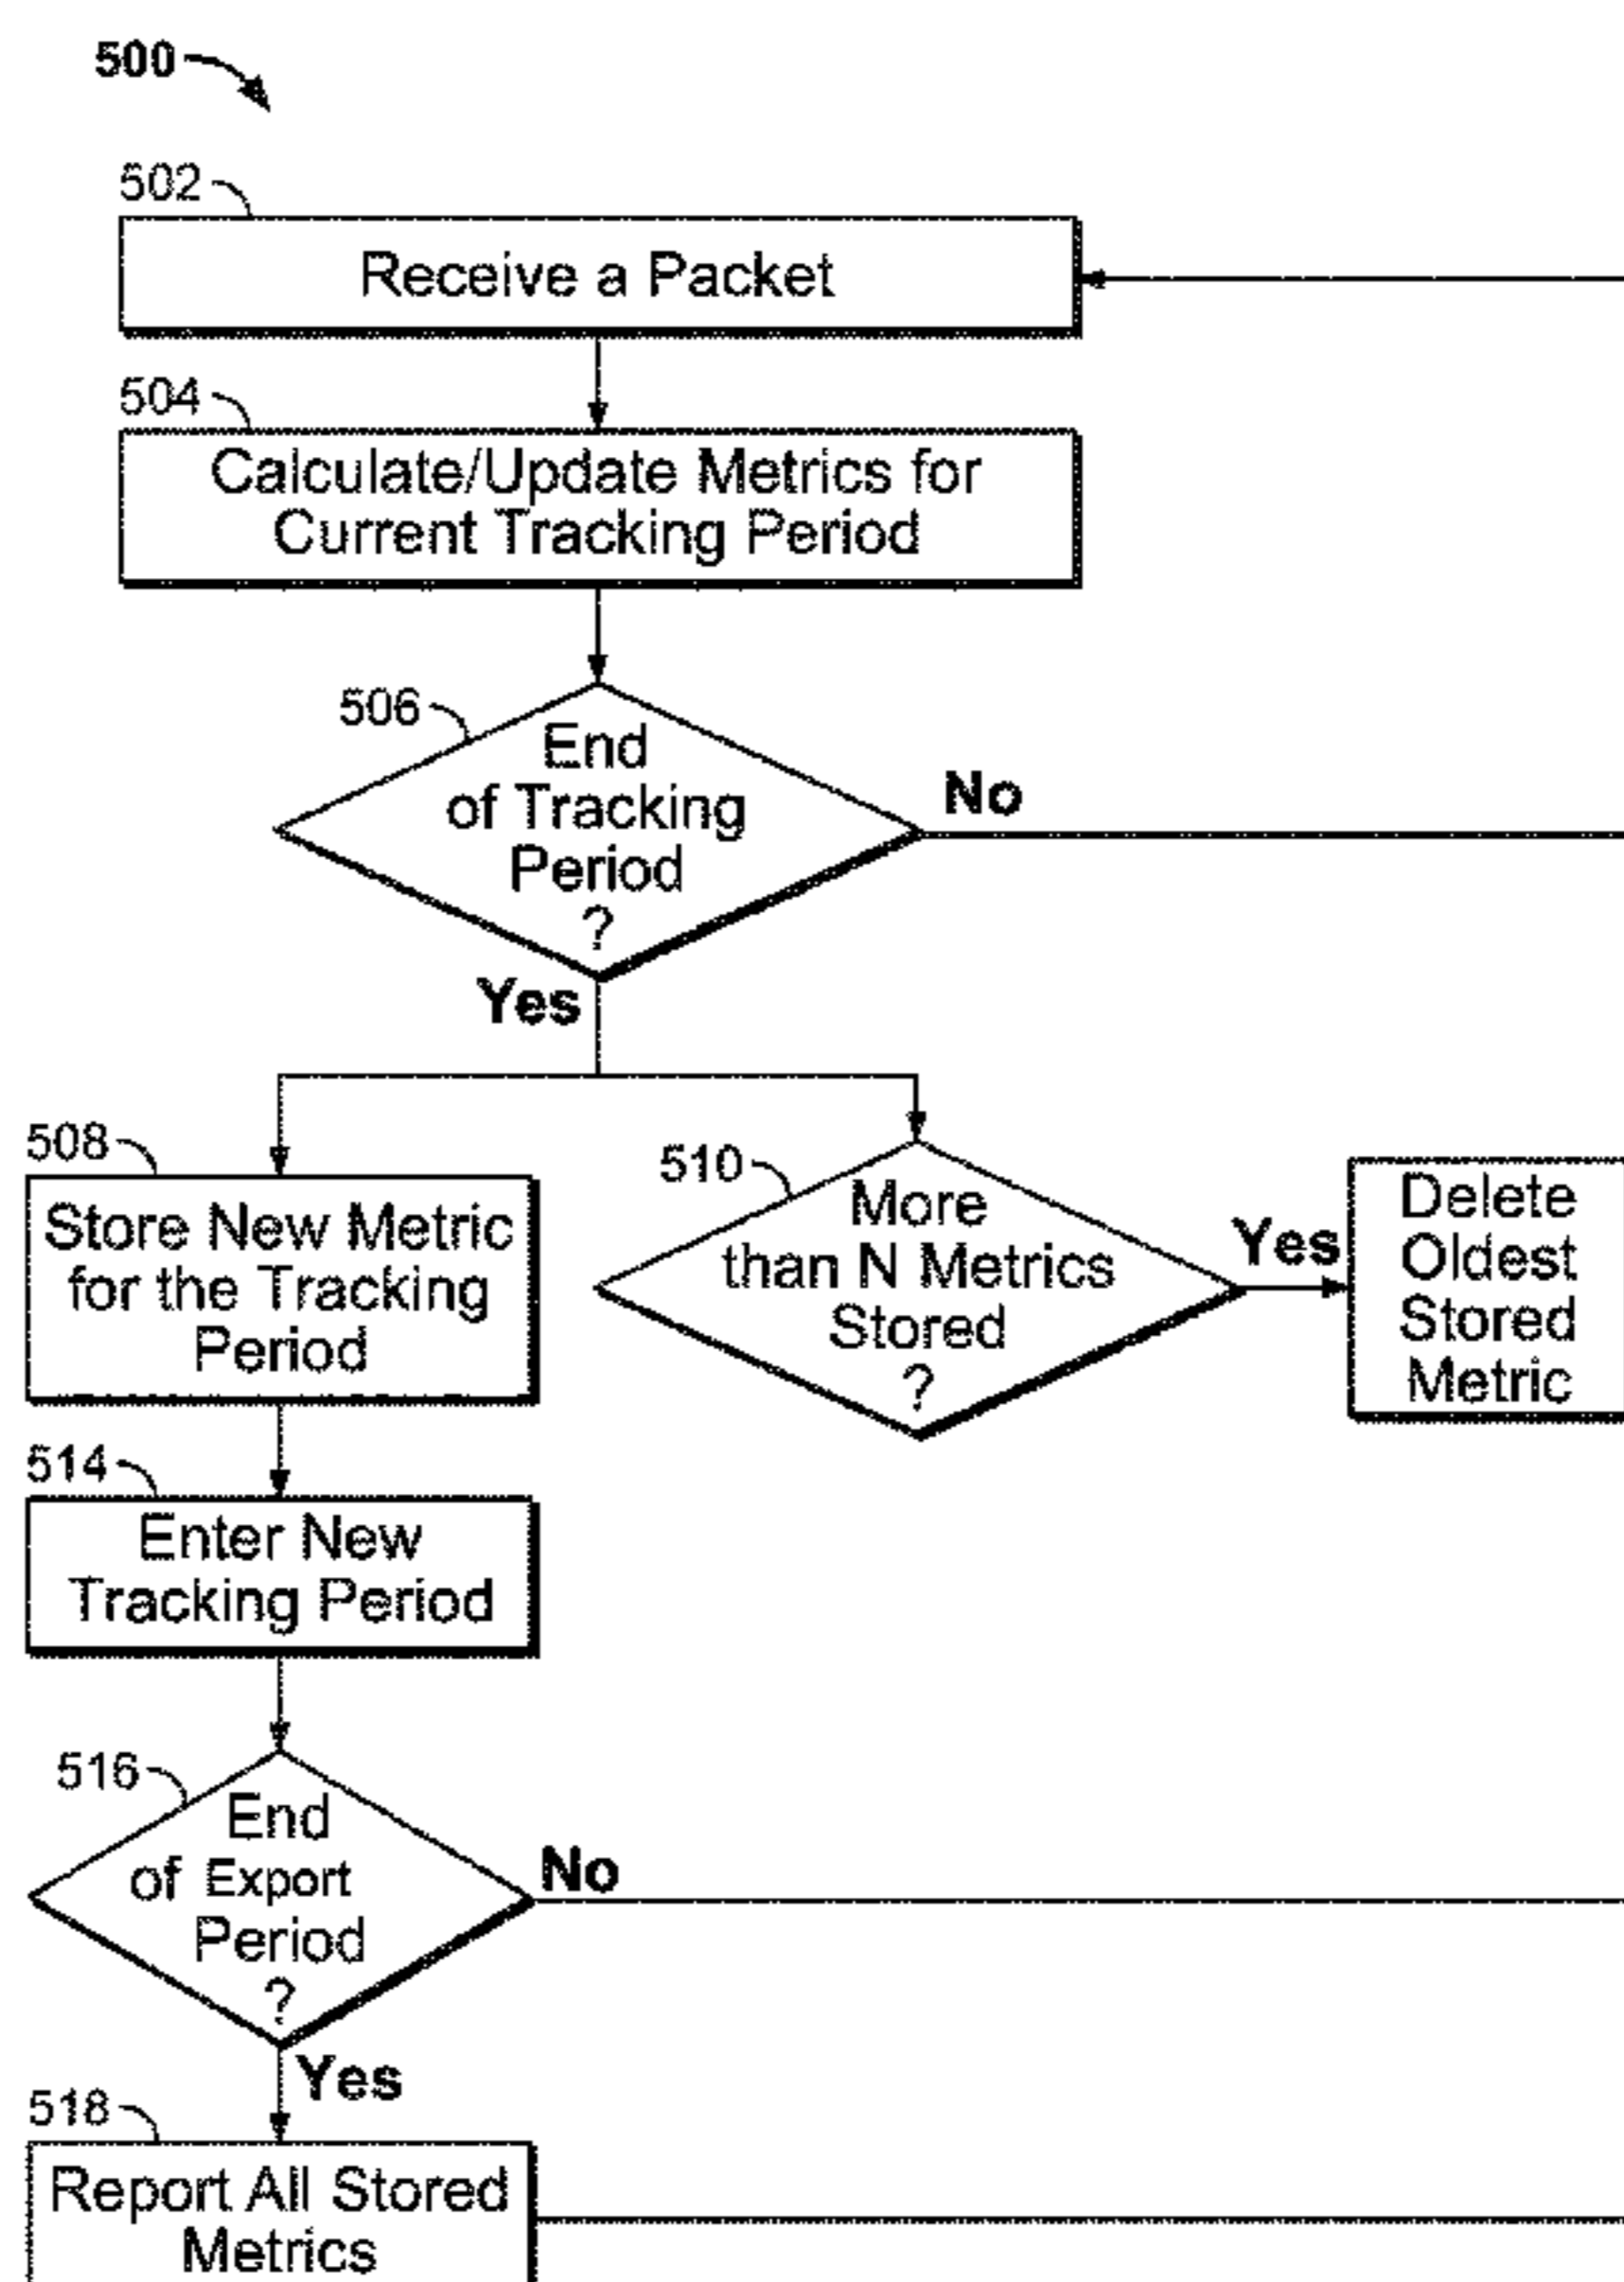 500
502
Receive a Packet
504
Calculate/Update Metrics for
Current Tracking Period
506
End
of Tracking
Period
?
No
Yes
508
Store New Metric
for the Tracking
Period
510
More
than N Metrics
Stored
?
Yes
Delete
Oldest
Stored
Metric
514
Enter New
Tracking Period
516
End
of Export
Period
?
No
Yes
518
Report All Stored
Metrics